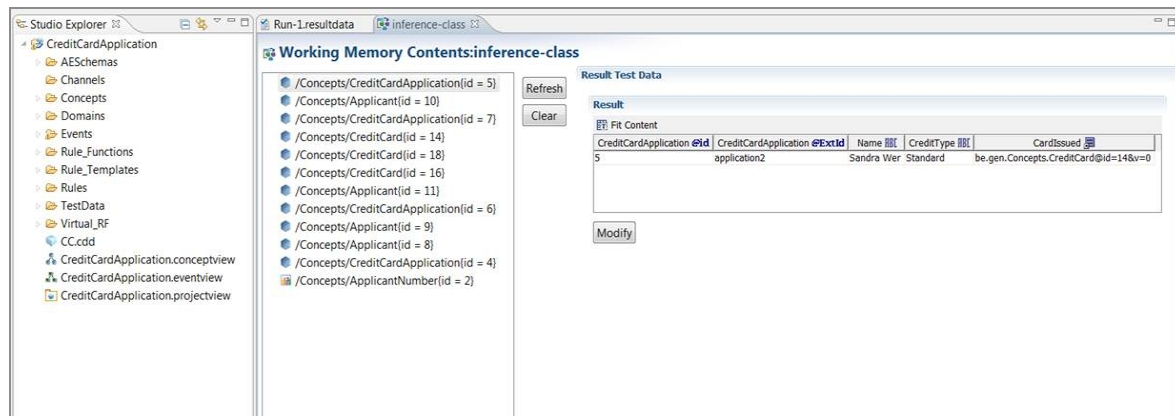 Studio Explorer
CreditCardApplication
AESchemas
Channels
Concepts
Domains
Events
Rule_Functions
Rule_Templates
Rules
TestData
Virtual_RF
CC.cdd
CreditCardApplication.conceptview
CreditCardApplication.eventview
CreditCardApplication.projectview
Run-1.resultdata
inference-class
Working Memory Contents:inference-class
/Concepts/CreditCardApplication{id = 5}
/Concepts/Applicant{id = 10}
/Concepts/CreditCardApplication{id = 7}
/Concepts/CreditCard{id = 14}
/Concepts/CreditCard{id = 18}
/Concepts/CreditCard{id = 16}
/Concepts/Applicant{id = 11}
/Concepts/CreditCardApplication{id = 6}
/Concepts/Applicant{id = 9}
/Concepts/Applicant{id = 8}
/Concepts/CreditCardApplication{id = 4}
/Concepts/ApplicantNumber{id = 2}
Refresh
Clear
Result Test Data
Result
Fit Content
CreditCardApplication @id CreditCardApplication @ExtId Name CreditType CardIssued
5 application2 Sandra Wer Standard be.gen.Concepts.CreditCard@id=14&v=0
Modify